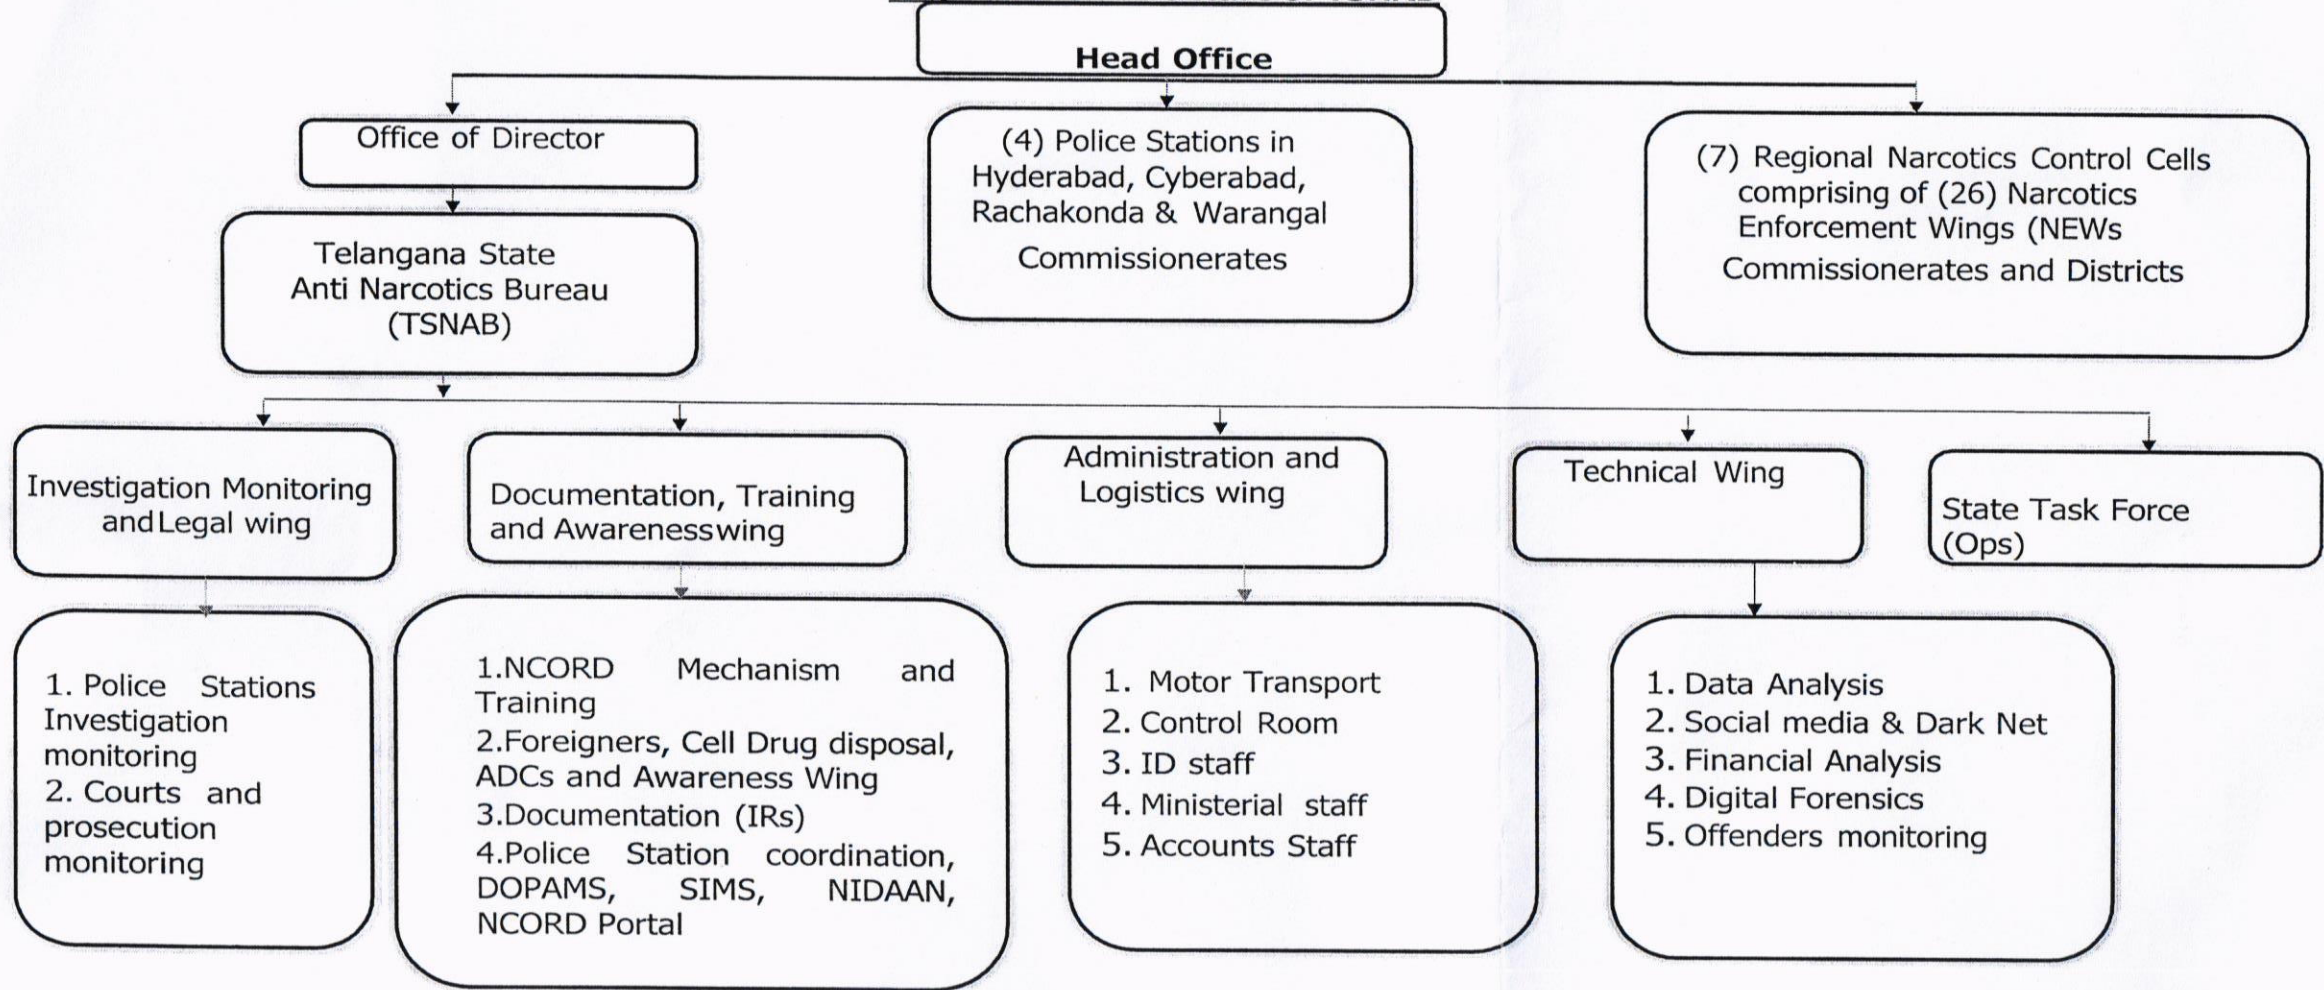 Head Office
Office of Director
(4) Police Stations in
Hyderabad, Cyberabad,
Rachakonda & Warangal
Commissionerates
(7) Regional Narcotics Control Cells
comprising of (26) Narcotics
Enforcement Wings (NEWs
Commissionerates and Districts
Telangana State
Anti Narcotics Bureau
(TSNAB)
Investigation Monitoring
and Legal wing
Documentation, Training
and Awarenesswing
Administration and
Logistics wing
Technical Wing
State Task Force
(Ops)
1. Police Stations
Investigation
monitoring
2. Courts and
prosecution
monitoring
1.NCORD Mechanism and
Training
2.Foreigners, Cell Drug disposal,
ADCs and Awareness Wing
3.Documentation (IRs)
4.Police Station coordination,
DOPAMS, SIMS, NIDAAN,
NCORD Portal
1. Motor Transport
2. Control Room
3. ID staff
4. Ministerial staff
5. Accounts Staff
1. Data Analysis
2. Social media & Dark Net
3. Financial Analysis
4. Digital Forensics
5. Offenders monitoring